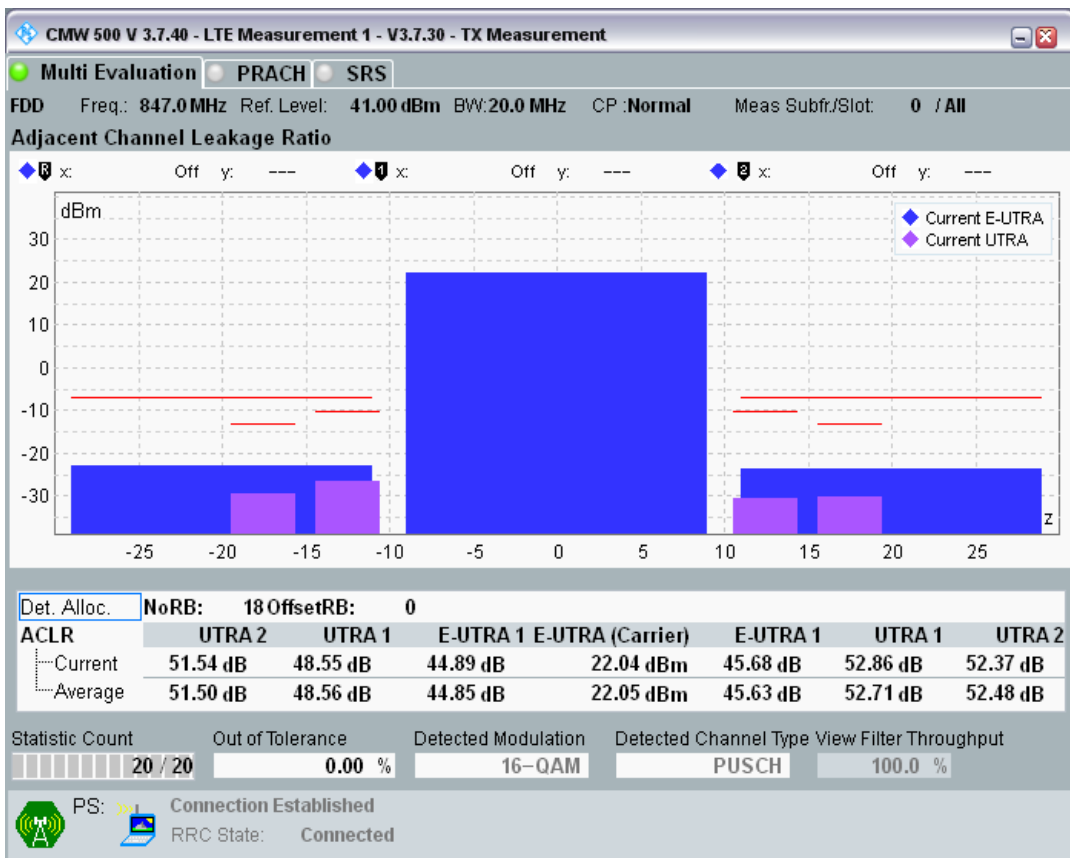 CMW 500 V 3.7.40 - LTE Measurement 1 - V3.7.30 - TX Measurement
Multi Evaluation PRACH SRS
FDD Freq.: 847.0 MHz Ref. Level: 41.00 dBm BW:20.0 MHz CP :Normal Meas Subfr./Slot: 0 / All
Adjacent Channel Leakage Ratio
R x: Off y: --- 1 x: Off y: --- 2 x: Off y: ---
dBm
Current E-UTRA
Current UTRA
30
20
10
0
-10
-20
-30
z
-25 -20 -15 -10 -5 0 5 10 15 20 25
Det. Alloc. NoRB: 18 OffsetRB: 0
ACLR UTRA 2 UTRA 1 E-UTRA 1 E-UTRA (Carrier) E-UTRA 1 UTRA 1 UTRA 2
Current 51.54 dB 48.55 dB 44.89 dB 22.04 dBm 45.68 dB 52.86 dB 52.37 dB
Average 51.50 dB 48.56 dB 44.85 dB 22.05 dBm 45.63 dB 52.71 dB 52.48 dB
Statistic Count Out of Tolerance Detected Modulation Detected Channel Type View Filter Throughput
20 / 20 0.00 % 16-QAM PUSCH 100.0 %
PS: Connection Established
RRC State: Connected